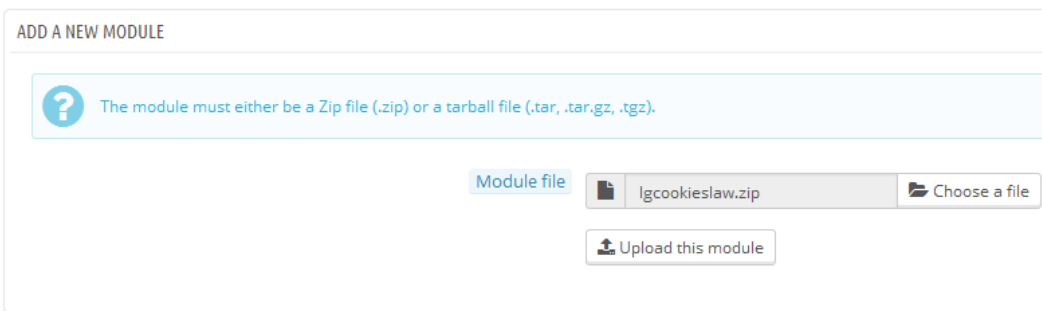 ADD A NEW MODULE
?
The module must either be a Zip file (.zip) or a tarball file (.tar, .tar.gz, .tgz).
Module file lgcookieslaw.zip Choose a file
Upload this module